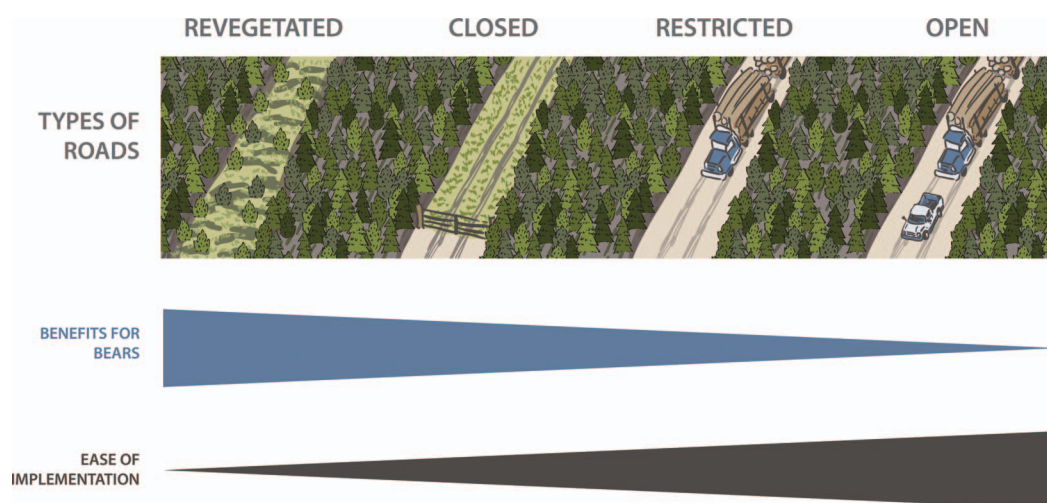 REVEGETATED CLOSED RESTRICTED OPEN
TYPES OF
ROADS
BENEFITS FOR
BEARS
EASE OF
IMPLEMENTATION